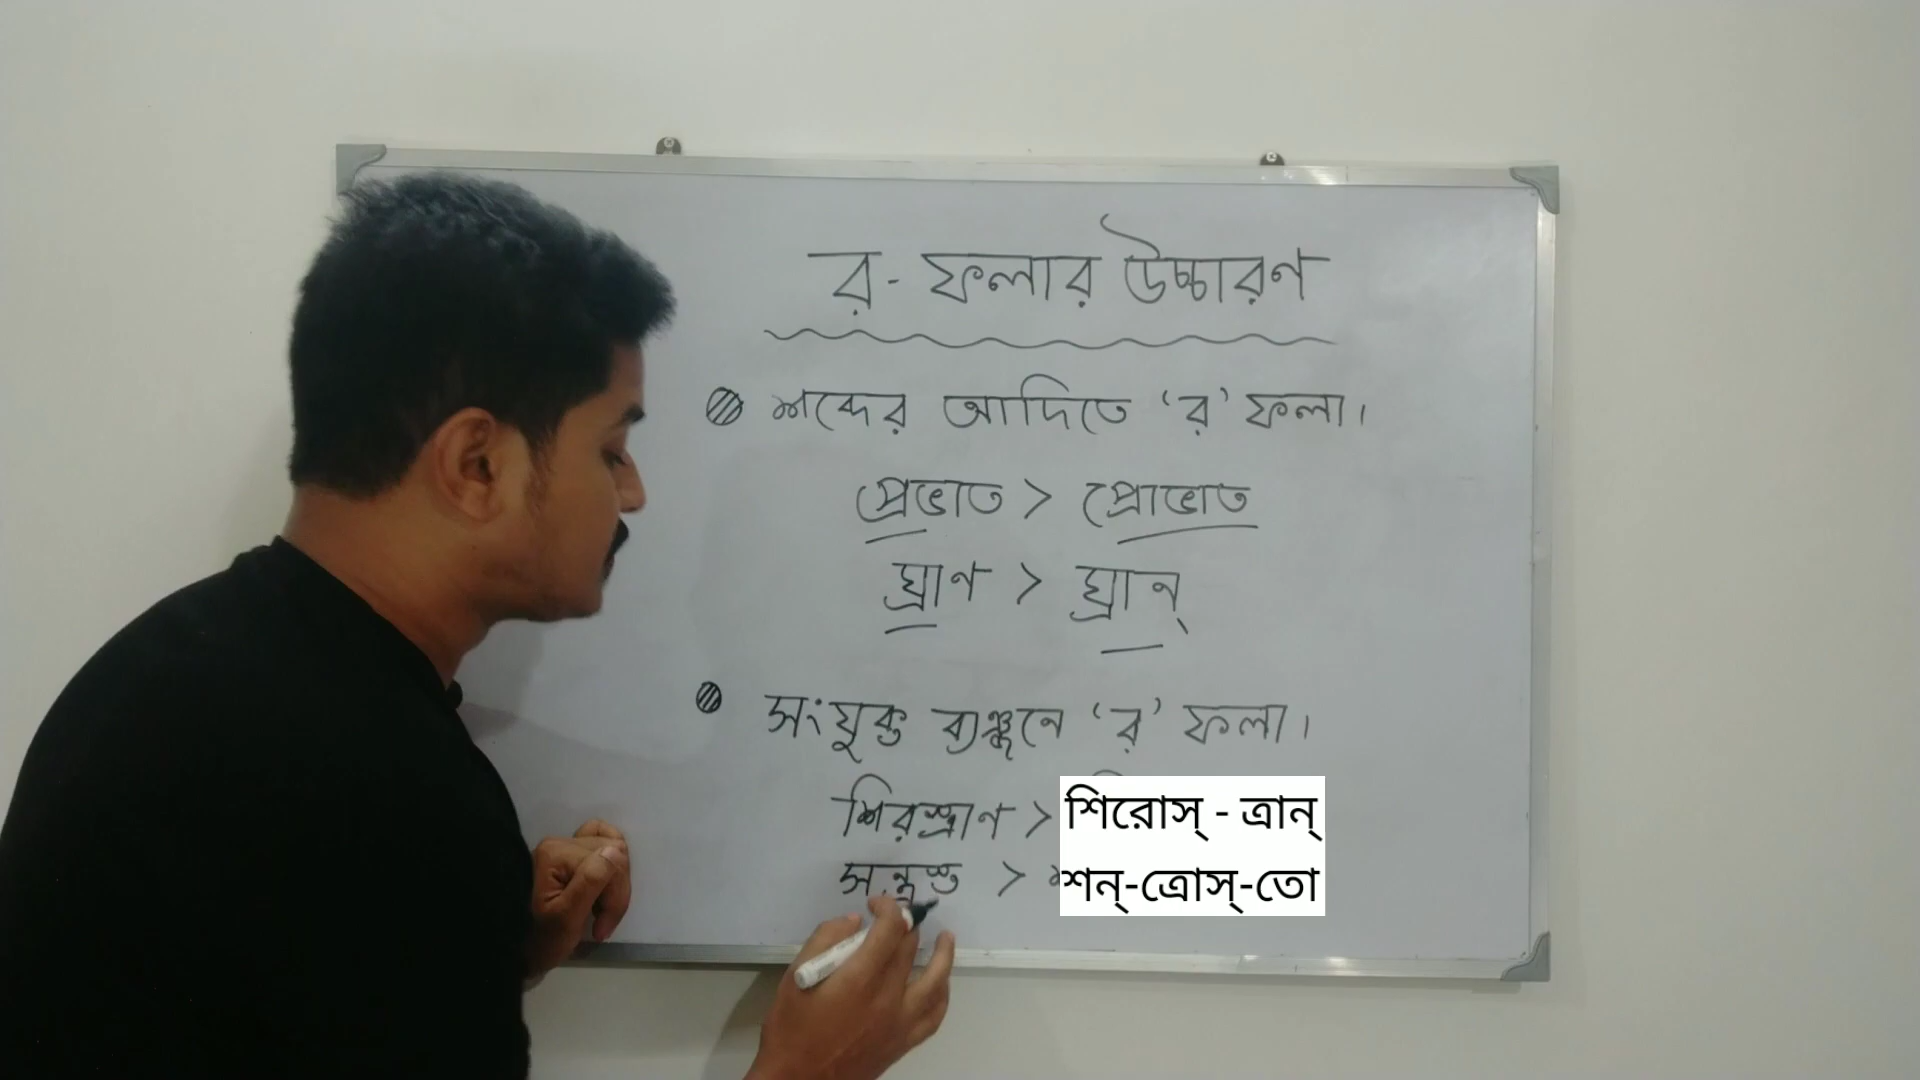 র-ফলার উচ্চারণ
শব্দের আদিতে 'র' ফলা।
প্রভাত > প্রোভাত
ঘ্রাণ > ঘ্রান্
সংযুক্ত ব্যঞ্জনে 'র' ফলা।
শিরস্ত্রাণ > শিরোস্ - ত্রান্
সন্ত্রস্ত > শন্-ত্রোস্-তো